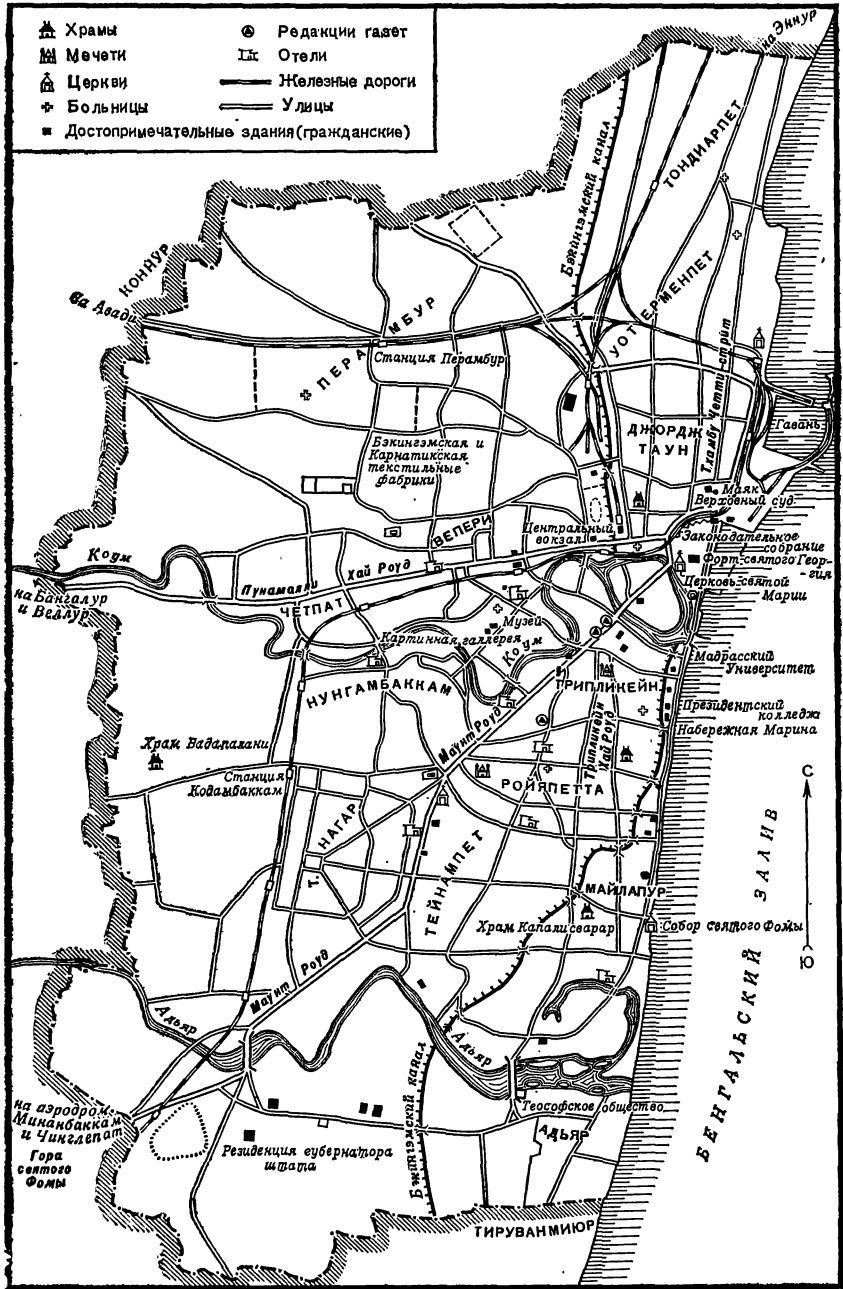 Храмы
Мечети
Церкви
Больницы
Достопримечательные здания (гражданские)
Редакции газет
Отели
Железные дороги
Улицы
на Эннур
ТОНДИАРПЕТ
Бэкингэмский канал
КОННУР
на Авади
ПЕРАМБУР
УОТЕРМЕНПЕТ
Станция Перамбур
Тхамбу Четти-стрит
Гавань
ДЖОРДЖ
ТАУН
Бэкингэмская и
Карнатикская
текстильные
фабрики
Маяк
Верховный суд
ВЕПЕРИ
Центральный
вокзал
Законодательное
собрание
Форт святого Геор-
гия
Церковь святой
Марии
Коум
на Бангалур
и Веллур
Пунамалли
Хай Роуд
ЧЕТПАТ
Музей
Картинная галлерея
Коум
Мадрасский
Университет
НУНГАМБАККАМ
ТРИПЛИКЕЙН
Президентский
колледж
Набережная Марина
Маунт Роуд
Трипликейн
Хай Роуд
Храм Вадапалани
Станция
Кодамбаккам
РОЙЯПЕТТА
С
Т. НАГАР
ТЕЙНАМПЕТ
МАЙЛАПУР
Храм Капалисварар
Собор святого Фомы
Ю
БЕНГАЛЬСКИЙ ЗАЛИВ
Маунт Роуд
Адьяр
Адьяр
Бэкингэмский канал
на аэродром
Минанбаккам
и Чинглепат
Гора
святого
Фомы
Теософское общество
АДЬЯР
Резиденция губернатора
штата
ТИРУВАНМИЮР